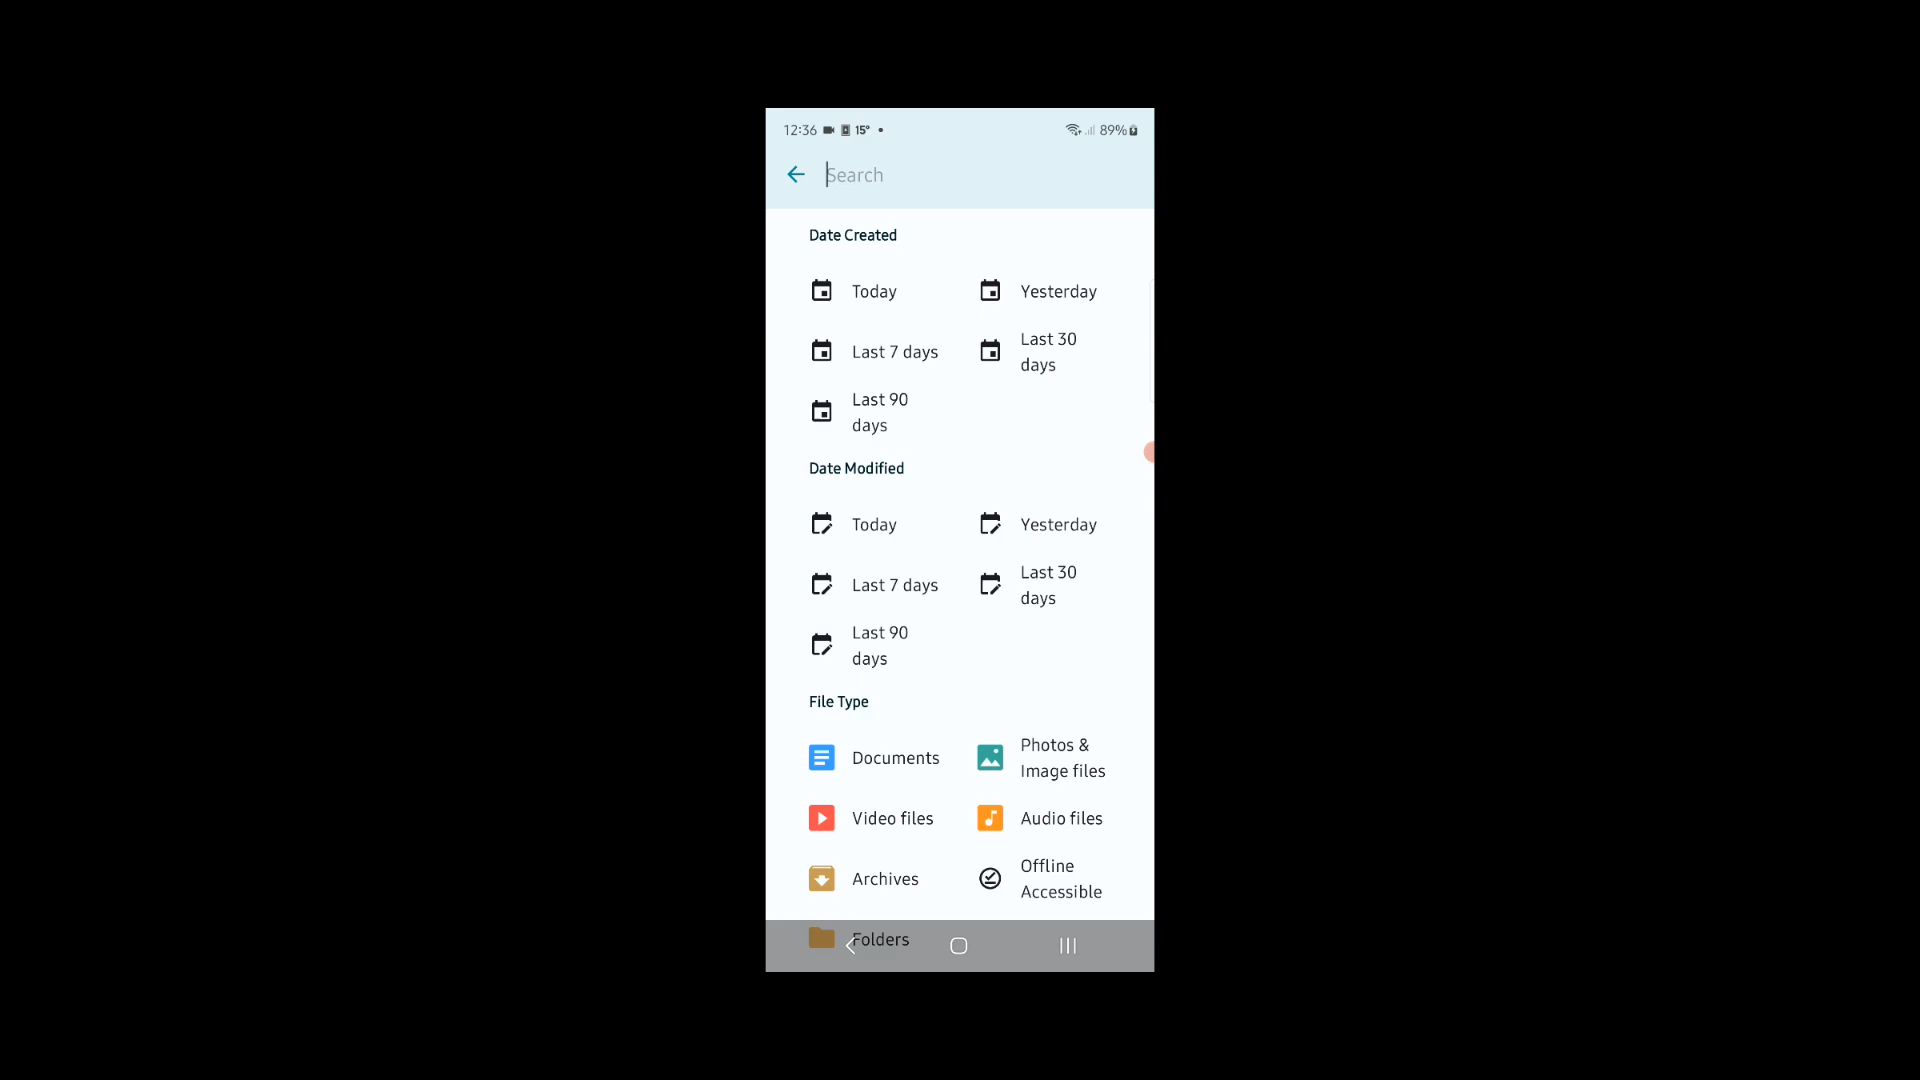 12:36 15° 89%
Search
Date Created
Today Yesterday
Last 7 days Last 30 days
Last 90 days
Date Modified
Today Yesterday
Last 7 days Last 30 days
Last 90 days
File Type
Documents Photos & Image files
Video files Audio files
Archives Offline Accessible
Folders